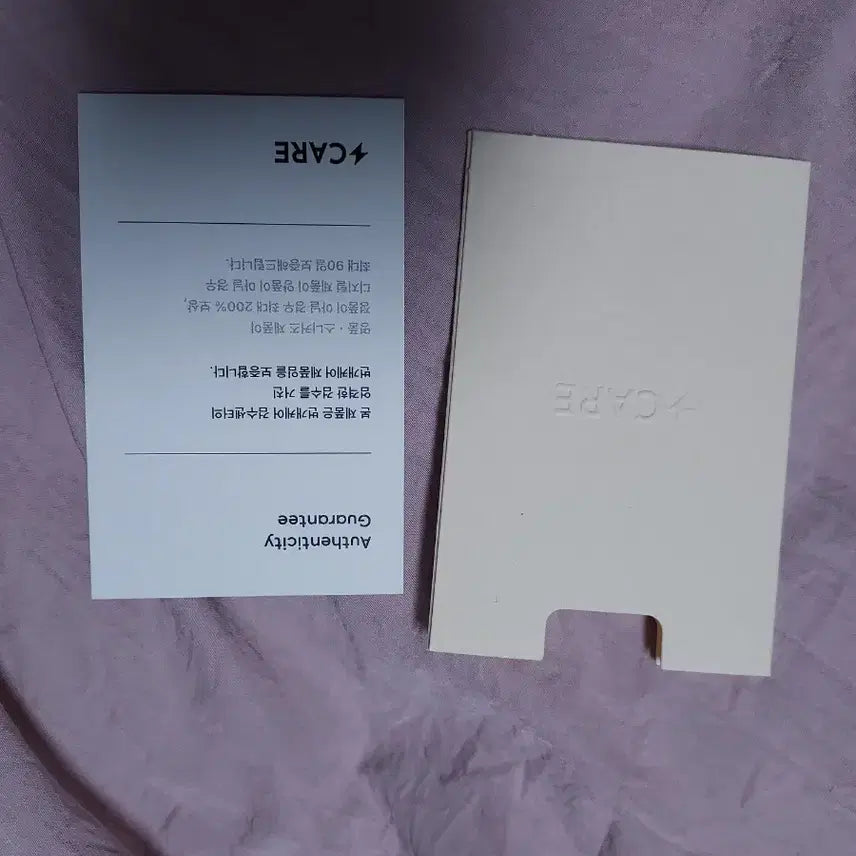 Authenticity
Guarantee
본 제품은 번개케어 검수센터의
엄격한 검수를 거친
번개케어 제품임을 보증합니다.
명품 · 스니커즈 제품이
정품이 아닐 경우 최대 200% 보상,
디지털 제품이 양품이 아닐 경우
최대 90일 보증해드립니다.
CARE
CARE